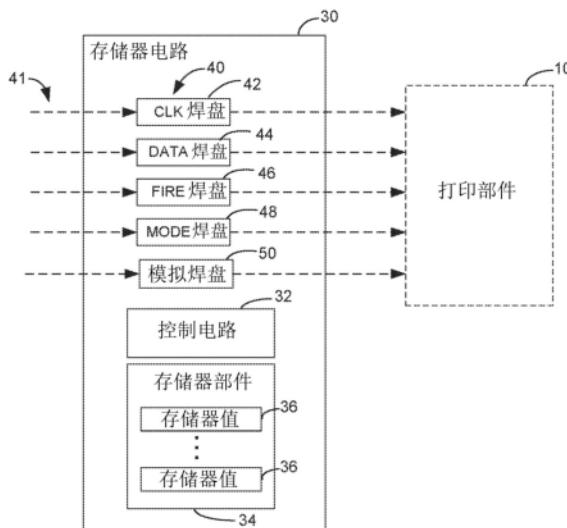 30
存储器电路
10
41
40
42
CLK 焊盘
44
DATA 焊盘
46
FIRE 焊盘
打印部件
48
MODE 焊盘
50
模拟焊盘
32
控制电路
存储器部件
存储器值
36
存储器值
36
34